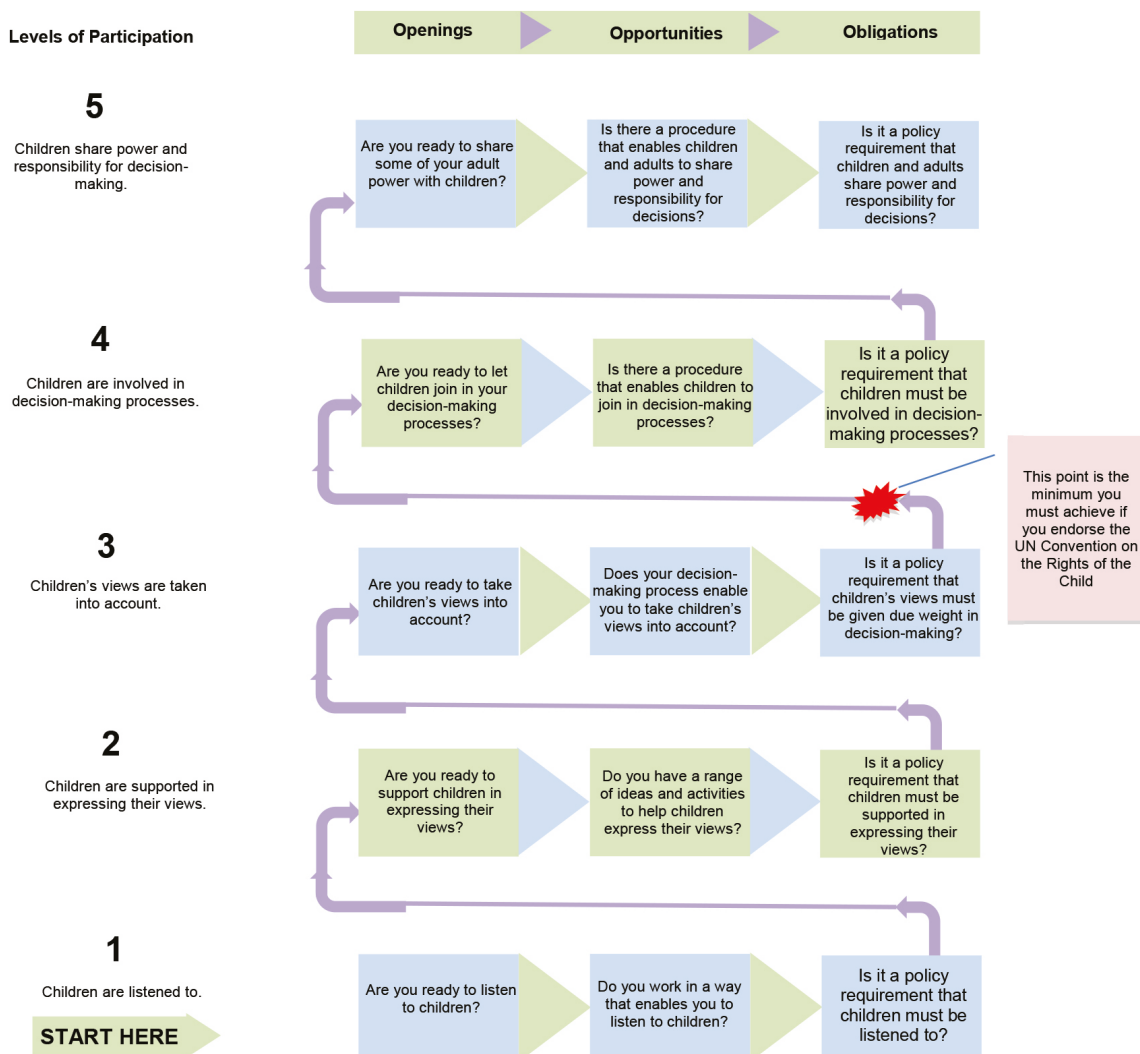 Levels of Participation
Openings
Opportunities
Obligations
5
Children share power and
responsibility for decision-
making.
Are you ready to share
some of your adult
power with children?
Is there a procedure
that enables children
and adults to share
power and
responsibility for
decisions?
Is it a policy
requirement that
children and adults
share power and
responsibility for
decisions?
4
Children are involved in
decision-making processes.
Are you ready to let
children join in your
decision-making
processes?
Is there a procedure
that enables children to
join in decision-making
processes?
Is it a policy
requirement that
children must be
involved in decision-
making processes?
This point is the
minimum you
must achieve if
you endorse the
UN Convention on
the Rights of the
Child
3
Children’s views are taken
into account.
Are you ready to take
children’s views into
account?
Does your decision-
making process enable
you to take children’s
views into account?
Is it a policy
requirement that
children’s views must
be given due weight in
decision-making?
2
Children are supported in
expressing their views.
Are you ready to
support children in
expressing their
views?
Do you have a range
of ideas and activities
to help children
express their views?
Is it a policy
requirement that
children must be
supported in
expressing their
views?
1
Children are listened to.
Are you ready to listen
to children?
Do you work in a way
that enables you to
listen to children?
Is it a policy
requirement that
children must be
listened to?
START HERE